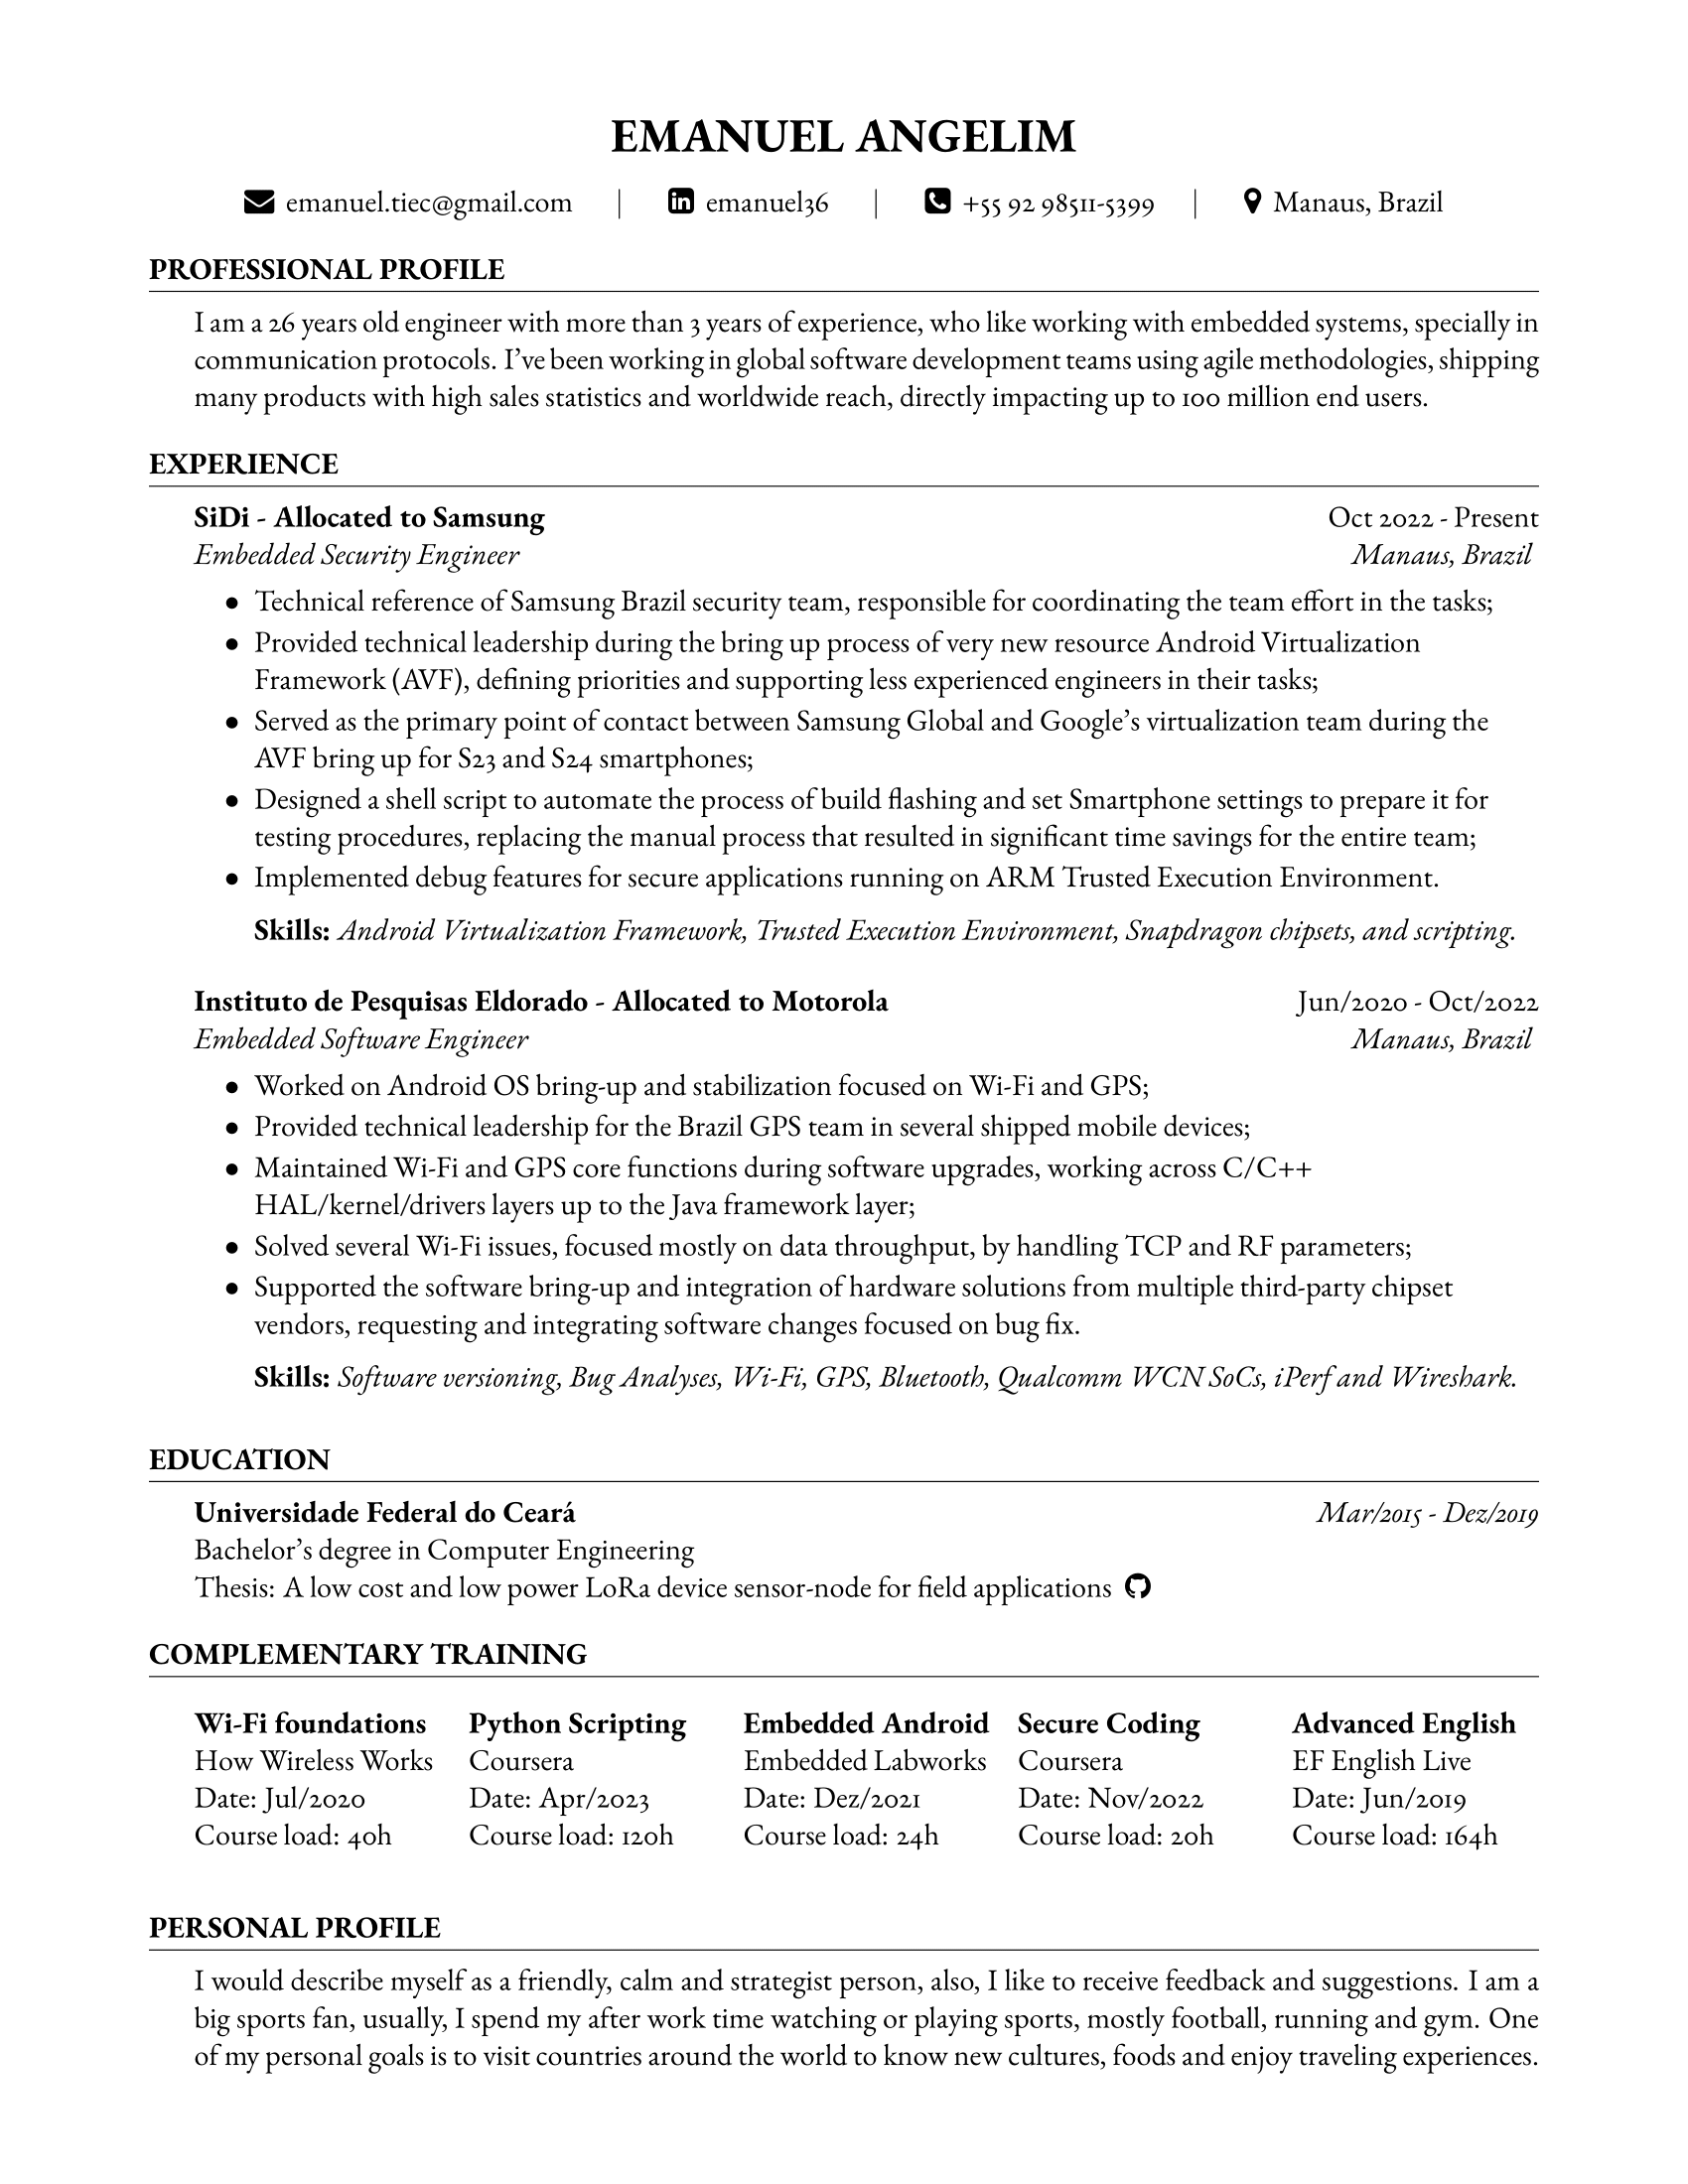 EMANUEL ANGELIM
emanuel.tiec@gmail.com | emanuel36 | +55 92 98511-5399 | Manaus, Brazil
PROFESSIONAL PROFILE
I am a 26 years old engineer with more than 3 years of experience, who like working with embedded systems, specially in
communication protocols. I've been working in global software development teams using agile methodologies, shipping
many products with high sales statistics and worldwide reach, directly impacting up to 100 million end users.
EXPERIENCE
SiDi - Allocated to Samsung Oct 2022 - Present
Embedded Security Engineer Manaus, Brazil
• Technical reference of Samsung Brazil security team, responsible for coordinating the team effort in the tasks;
• Provided technical leadership during the bring up process of very new resource Android Virtualization
Framework (AVF), defining priorities and supporting less experienced engineers in their tasks;
• Served as the primary point of contact between Samsung Global and Google's virtualization team during the
AVF bring up for S23 and S24 smartphones;
• Designed a shell script to automate the process of build flashing and set Smartphone settings to prepare it for
testing procedures, replacing the manual process that resulted in significant time savings for the entire team;
• Implemented debug features for secure applications running on ARM Trusted Execution Environment.
Skills: Android Virtualization Framework, Trusted Execution Environment, Snapdragon chipsets, and scripting.
Instituto de Pesquisas Eldorado - Allocated to Motorola Jun/2020 - Oct/2022
Embedded Software Engineer Manaus, Brazil
• Worked on Android OS bring-up and stabilization focused on Wi-Fi and GPS;
• Provided technical leadership for the Brazil GPS team in several shipped mobile devices;
• Maintained Wi-Fi and GPS core functions during software upgrades, working across C/C++
HAL/kernel/drivers layers up to the Java framework layer;
• Solved several Wi-Fi issues, focused mostly on data throughput, by handling TCP and RF parameters;
• Supported the software bring-up and integration of hardware solutions from multiple third-party chipset
vendors, requesting and integrating software changes focused on bug fix.
Skills: Software versioning, Bug Analyses, Wi-Fi, GPS, Bluetooth, Qualcomm WCN SoCs, iPerf and Wireshark.
EDUCATION
Universidade Federal do Ceará Mar/2015 - Dez/2019
Bachelor's degree in Computer Engineering
Thesis: A low cost and low power LoRa device sensor-node for field applications
COMPLEMENTARY TRAINING
Wi-Fi foundations Python Scripting Embedded Android Secure Coding Advanced English
How Wireless Works Coursera Embedded Labworks Coursera EF English Live
Date: Jul/2020 Date: Apr/2023 Date: Dez/2021 Date: Nov/2022 Date: Jun/2019
Course load: 40h Course load: 120h Course load: 24h Course load: 20h Course load: 164h
PERSONAL PROFILE
I would describe myself as a friendly, calm and strategist person, also, I like to receive feedback and suggestions. I am a
big sports fan, usually, I spend my after work time watching or playing sports, mostly football, running and gym. One
of my personal goals is to visit countries around the world to know new cultures, foods and enjoy traveling experiences.